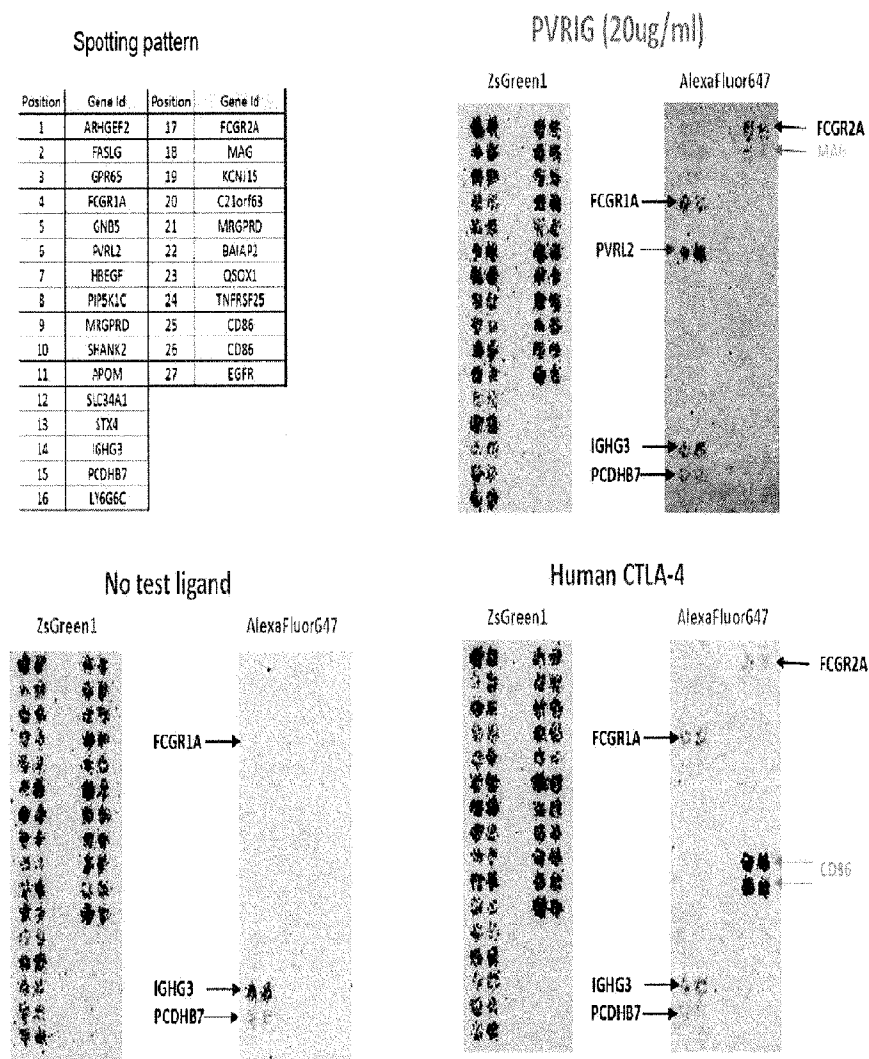 Spotting pattern
Position Gene Id Position Gene Id
1 ARHGEF2 17 FCGR2A
2 FASLG 18 MAG
3 GPR65 19 KCNJ15
4 FCGR1A 20 C21orf63
5 GNB5 21 MRGPRD
6 PVRL2 22 BAIAP2
7 HBEGF 23 QSOX1
8 PIP5K1C 24 TNFRSF25
9 MRGPRD 25 CD86
10 SHANK2 26 CD86
11 APOM 27 EGFR
12 SLC34A1
13 STX4
14 IGHG3
15 PCDHB7
16 LY6G6C
PVRIG (20ug/ml)
ZsGreen1 AlexaFluor647
FCGR2A
MAG
FCGR1A
PVRL2
IGHG3
PCDHB7
No test ligand
ZsGreen1 AlexaFluor647
FCGR1A
IGHG3
PCDHB7
Human CTLA-4
ZsGreen1 AlexaFluor647
FCGR2A
FCGR1A
CD86
IGHG3
PCDHB7